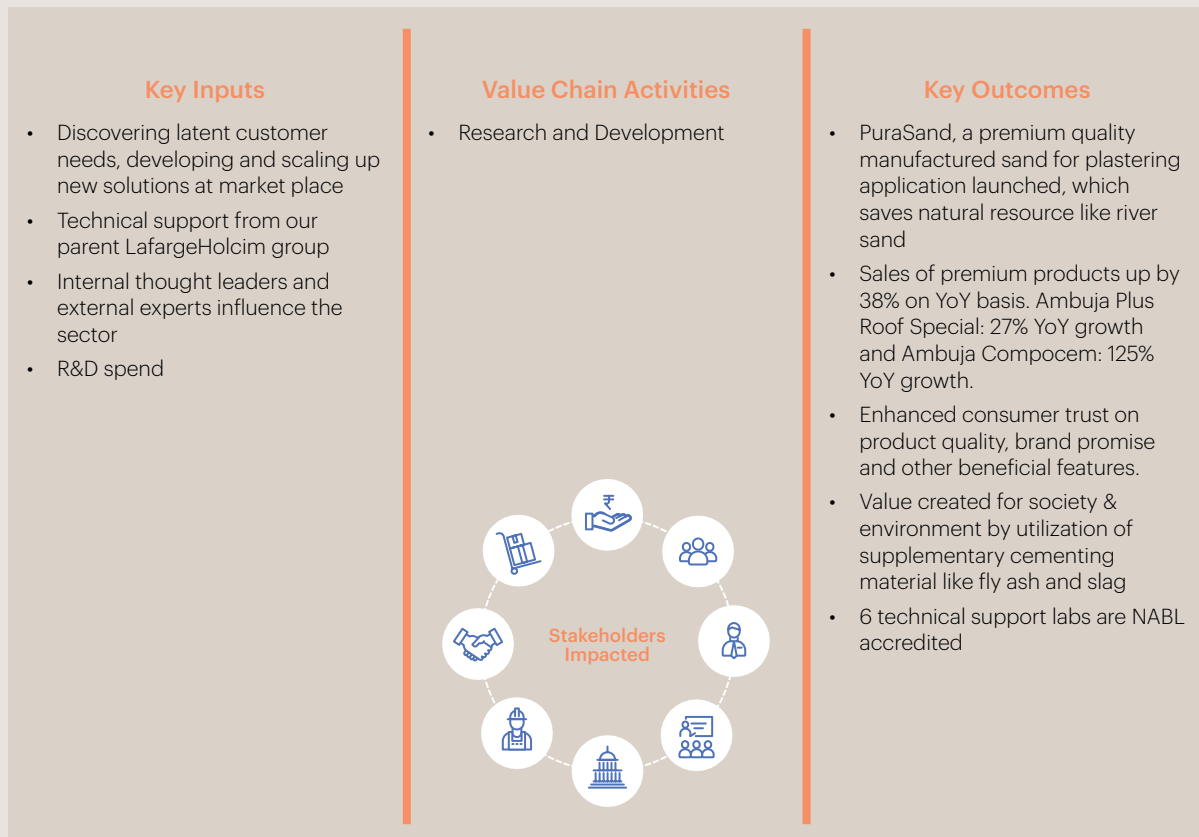 Key Inputs
• Discovering latent customer
needs, developing and scaling up
new solutions at market place
• Technical support from our
parent LafargeHolcim group
• Internal thought leaders and
external experts influence the
sector
• R&D spend
Value Chain Activities
• Research and Development
₹
Stakeholders
Impacted
Key Outcomes
• PuraSand, a premium quality
manufactured sand for plastering
application launched, which
saves natural resource like river
sand
• Sales of premium products up by
38% on YoY basis. Ambuja Plus
Roof Special: 27% YoY growth
and Ambuja Compocem: 125%
YoY growth.
• Enhanced consumer trust on
product quality, brand promise
and other beneficial features.
• Value created for society &
environment by utilization of
supplementary cementing
material like fly ash and slag
• 6 technical support labs are NABL
accredited